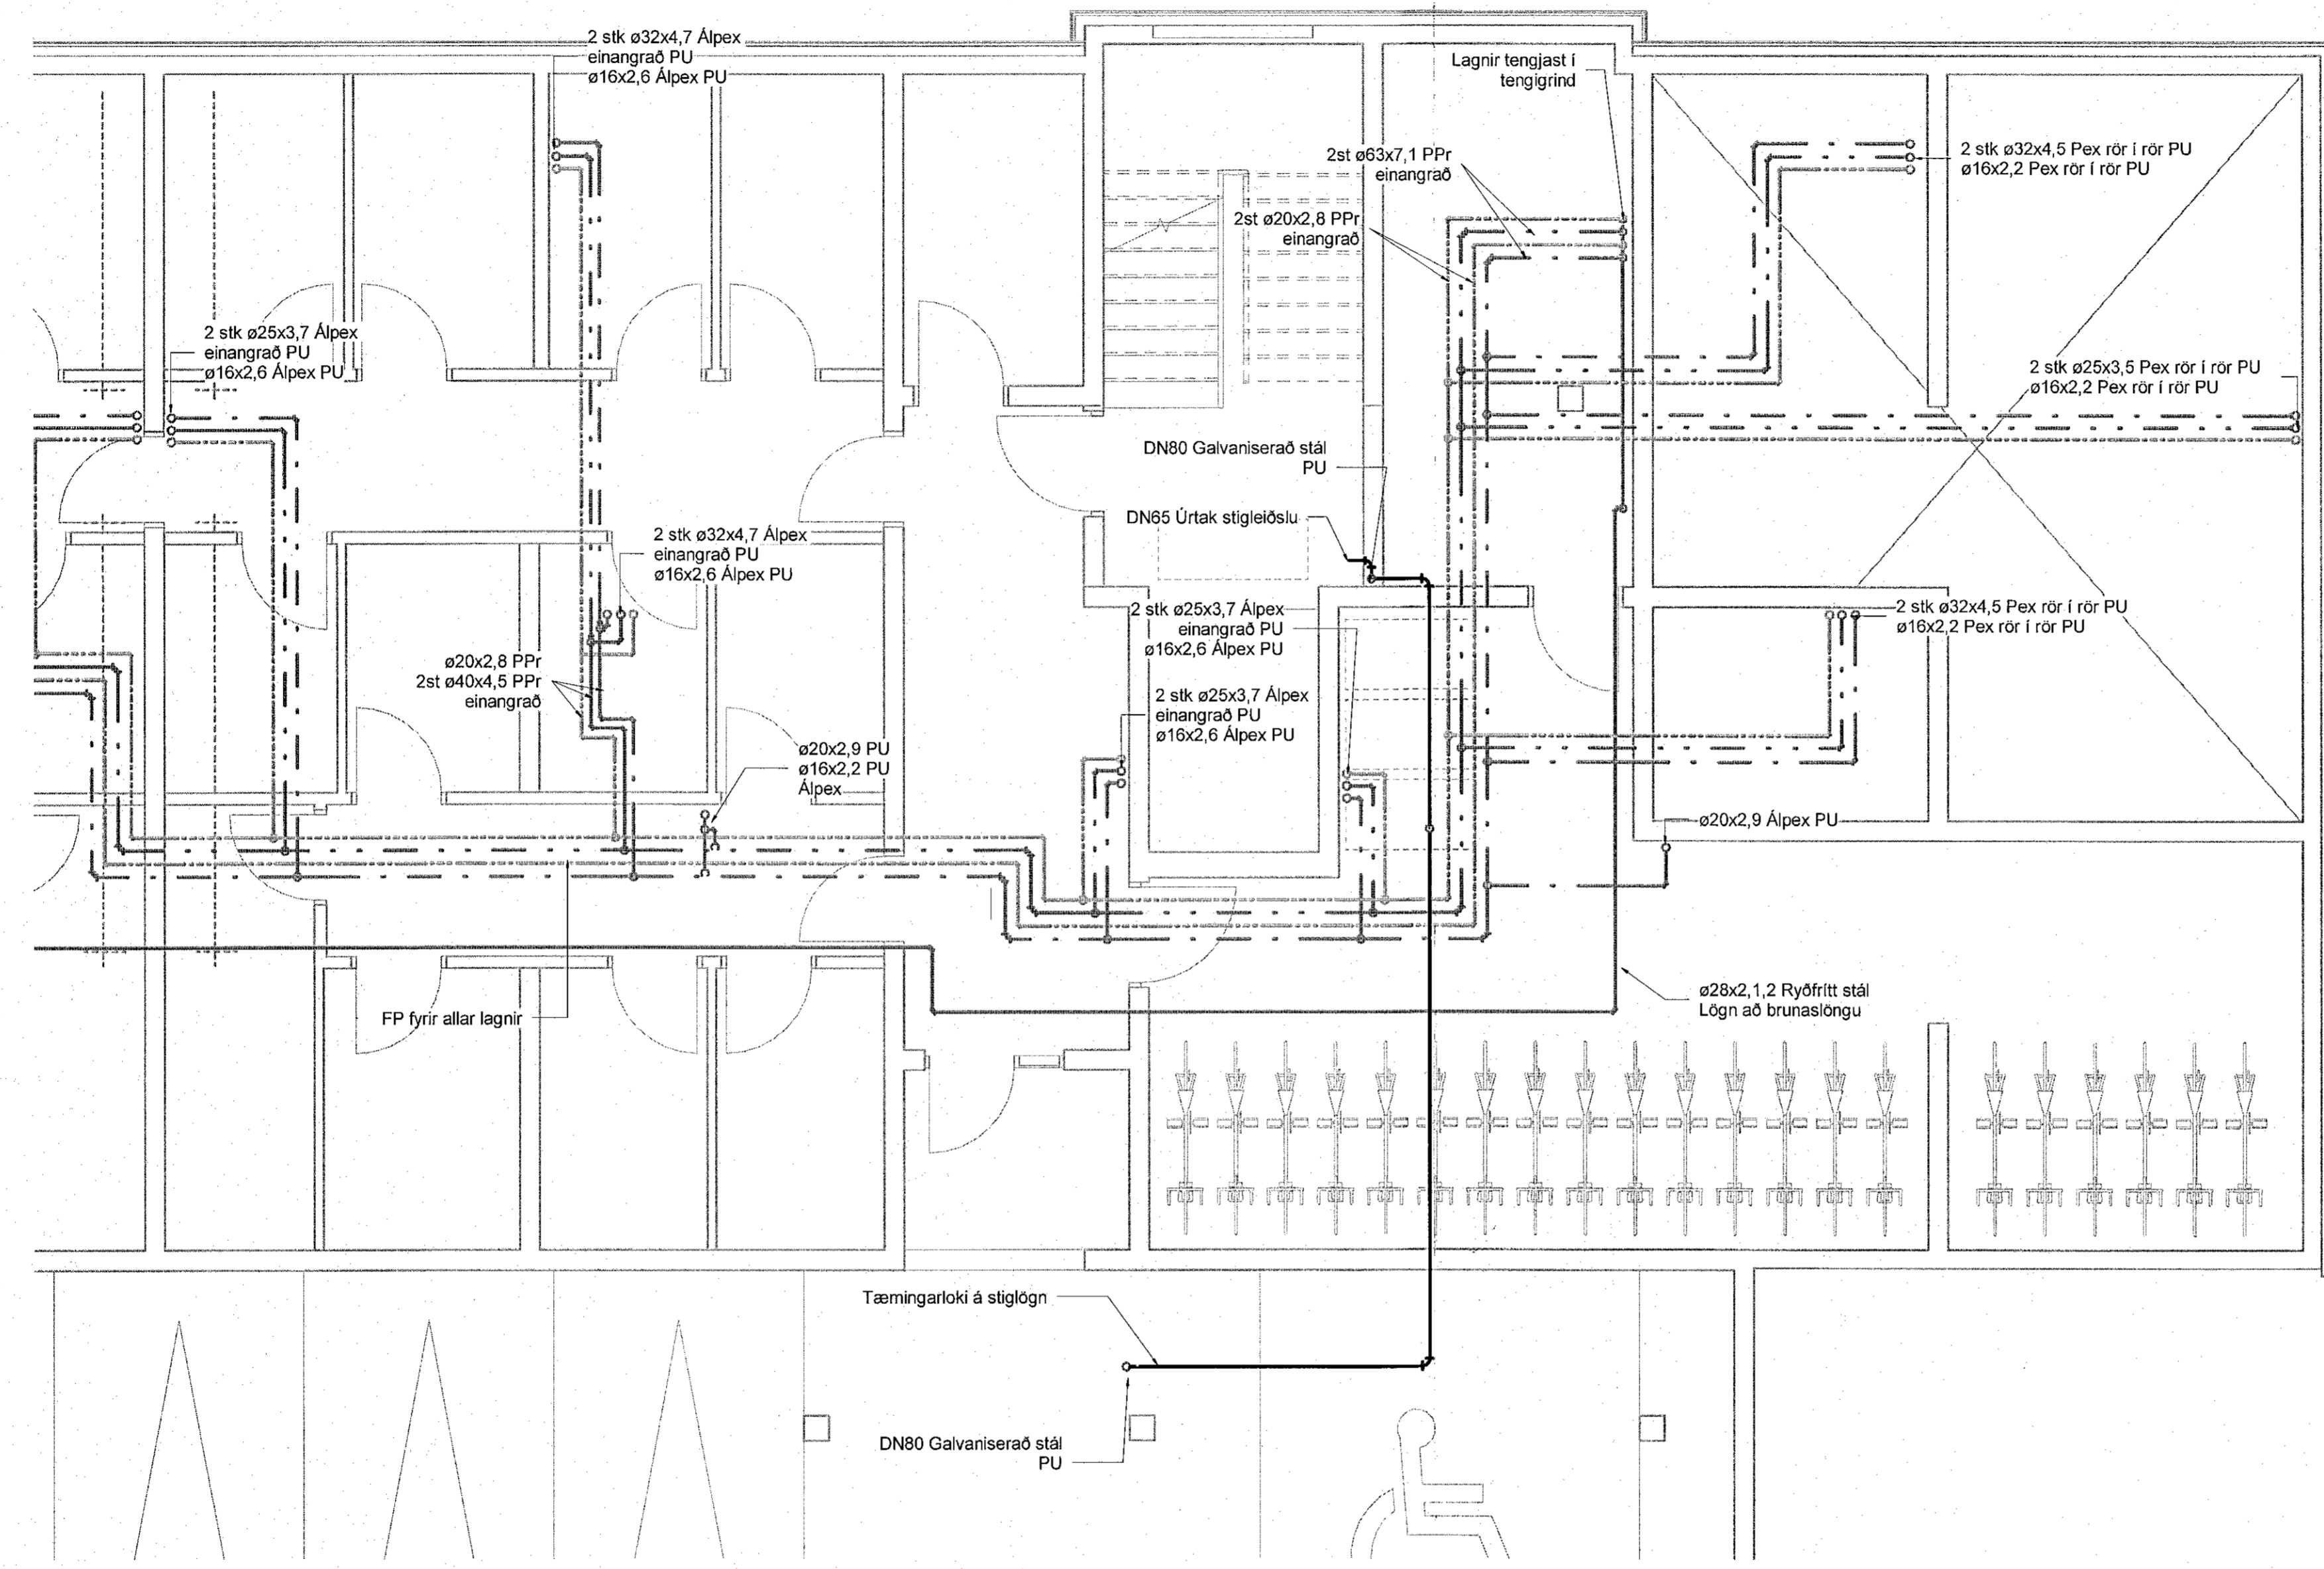 2 stk ø32x4,7 Álpex
einangrað PU
ø16x2,6 Álpex PU
Lagnir tengjast í
tengigrind
2st ø63x7,1 PPr
einangrað
2 stk ø32x4,5 Pex rör í rör PU
ø16x2,2 Pex rör í rör PU
2st ø20x2,8 PPr
einangrað
2 stk ø25x3,7 Álpex
einangrað PU
ø16x2,6 Álpex PU
2 stk ø25x3,5 Pex rör í rör PU
ø16x2,2 Pex rör í rör PU
DN80 Galvaniserað stál
PU
DN65 Úrtak stigleiðslu
2 stk ø32x4,7 Álpex
einangrað PU
ø16x2,6 Álpex PU
2 stk ø25x3,7 Álpex
einangrað PU
ø16x2,6 Álpex PU
2 stk ø32x4,5 Pex rör í rör PU
ø16x2,2 Pex rör í rör PU
ø20x2,8 PPr
2st ø40x4,5 PPr
einangrað
2 stk ø25x3,7 Álpex
einangrað PU
ø16x2,6 Álpex PU
ø20x2,9 PU
ø16x2,2 PU
Álpex
ø20x2,9 Álpex PU
ø28x2,1,2 Ryðfrítt stál
Lögn að brunaslöngu
FP fyrir allar lagnir
Tæmingarloki á stiglögn
DN80 Galvaniserað stál
PU